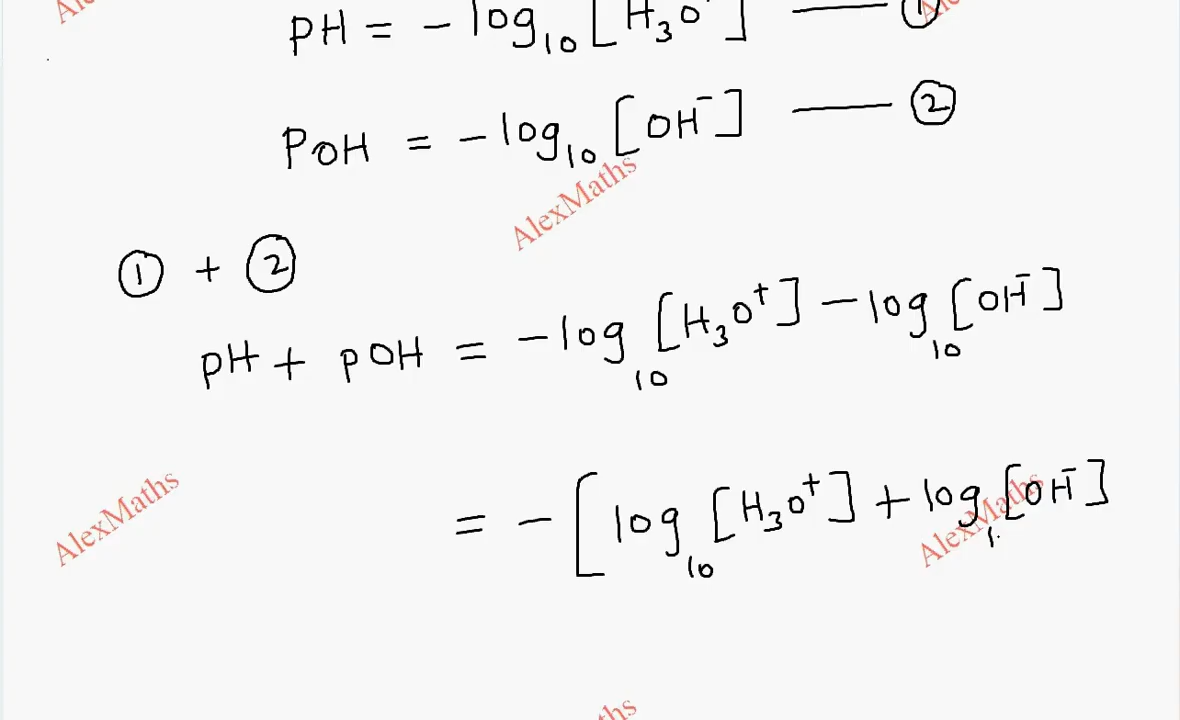 PH = - log10 [H3O+] —— ①
POH = - log10 [OH-] —— ②
AlexMaths
① + ②
pH + pOH = - log10 [H3O+] - log10 [OH-]
AlexMaths
= - [ log10 [H3O+] + log1 [OH-]
AlexMaths